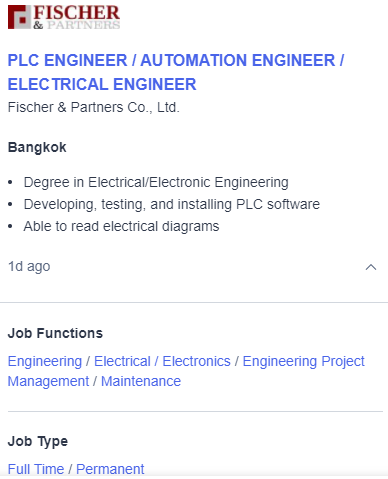 FISCHER
& PARTNERS
PLC ENGINEER / AUTOMATION ENGINEER /
ELECTRICAL ENGINEER
Fischer & Partners Co., Ltd.
Bangkok
• Degree in Electrical/Electronic Engineering
• Developing, testing, and installing PLC software
• Able to read electrical diagrams
1d ago
Job Functions
Engineering / Electrical / Electronics / Engineering Project
Management / Maintenance
Job Type
Full Time / Permanent